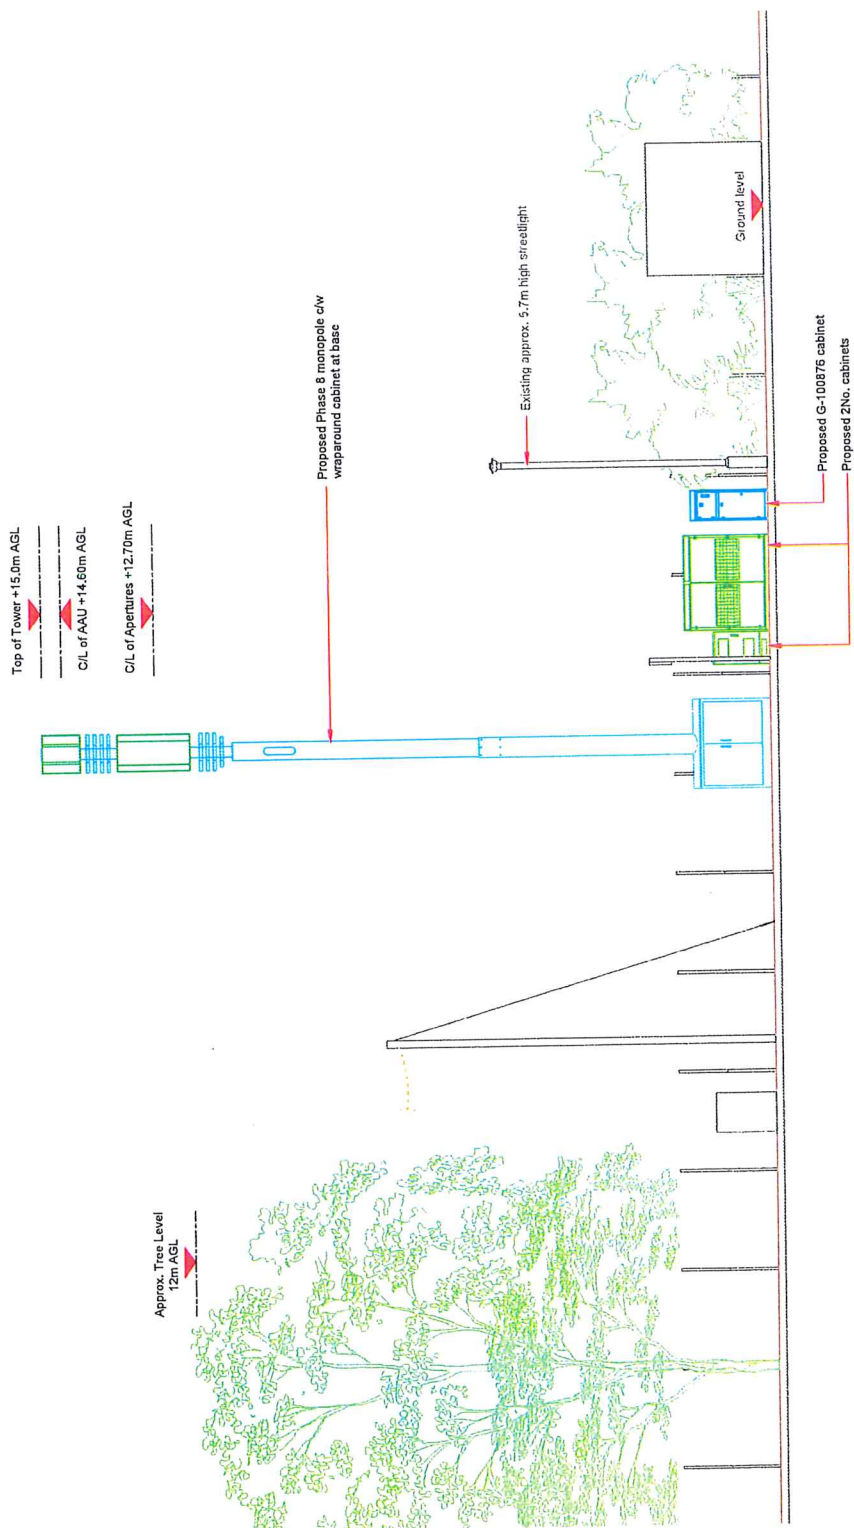 Top of Tower +15.0m AGL
C/L of AAU +14.60m AGL
C/L of Apertures +12.70m AGL
Approx. Tree Level
12m AGL
Proposed Phase 8 monopole c/w
wraparound cabinet at base
Existing approx. 5.7m high streetlight
Ground level
Proposed G-100876 cabinet
Proposed 2No. cabinets